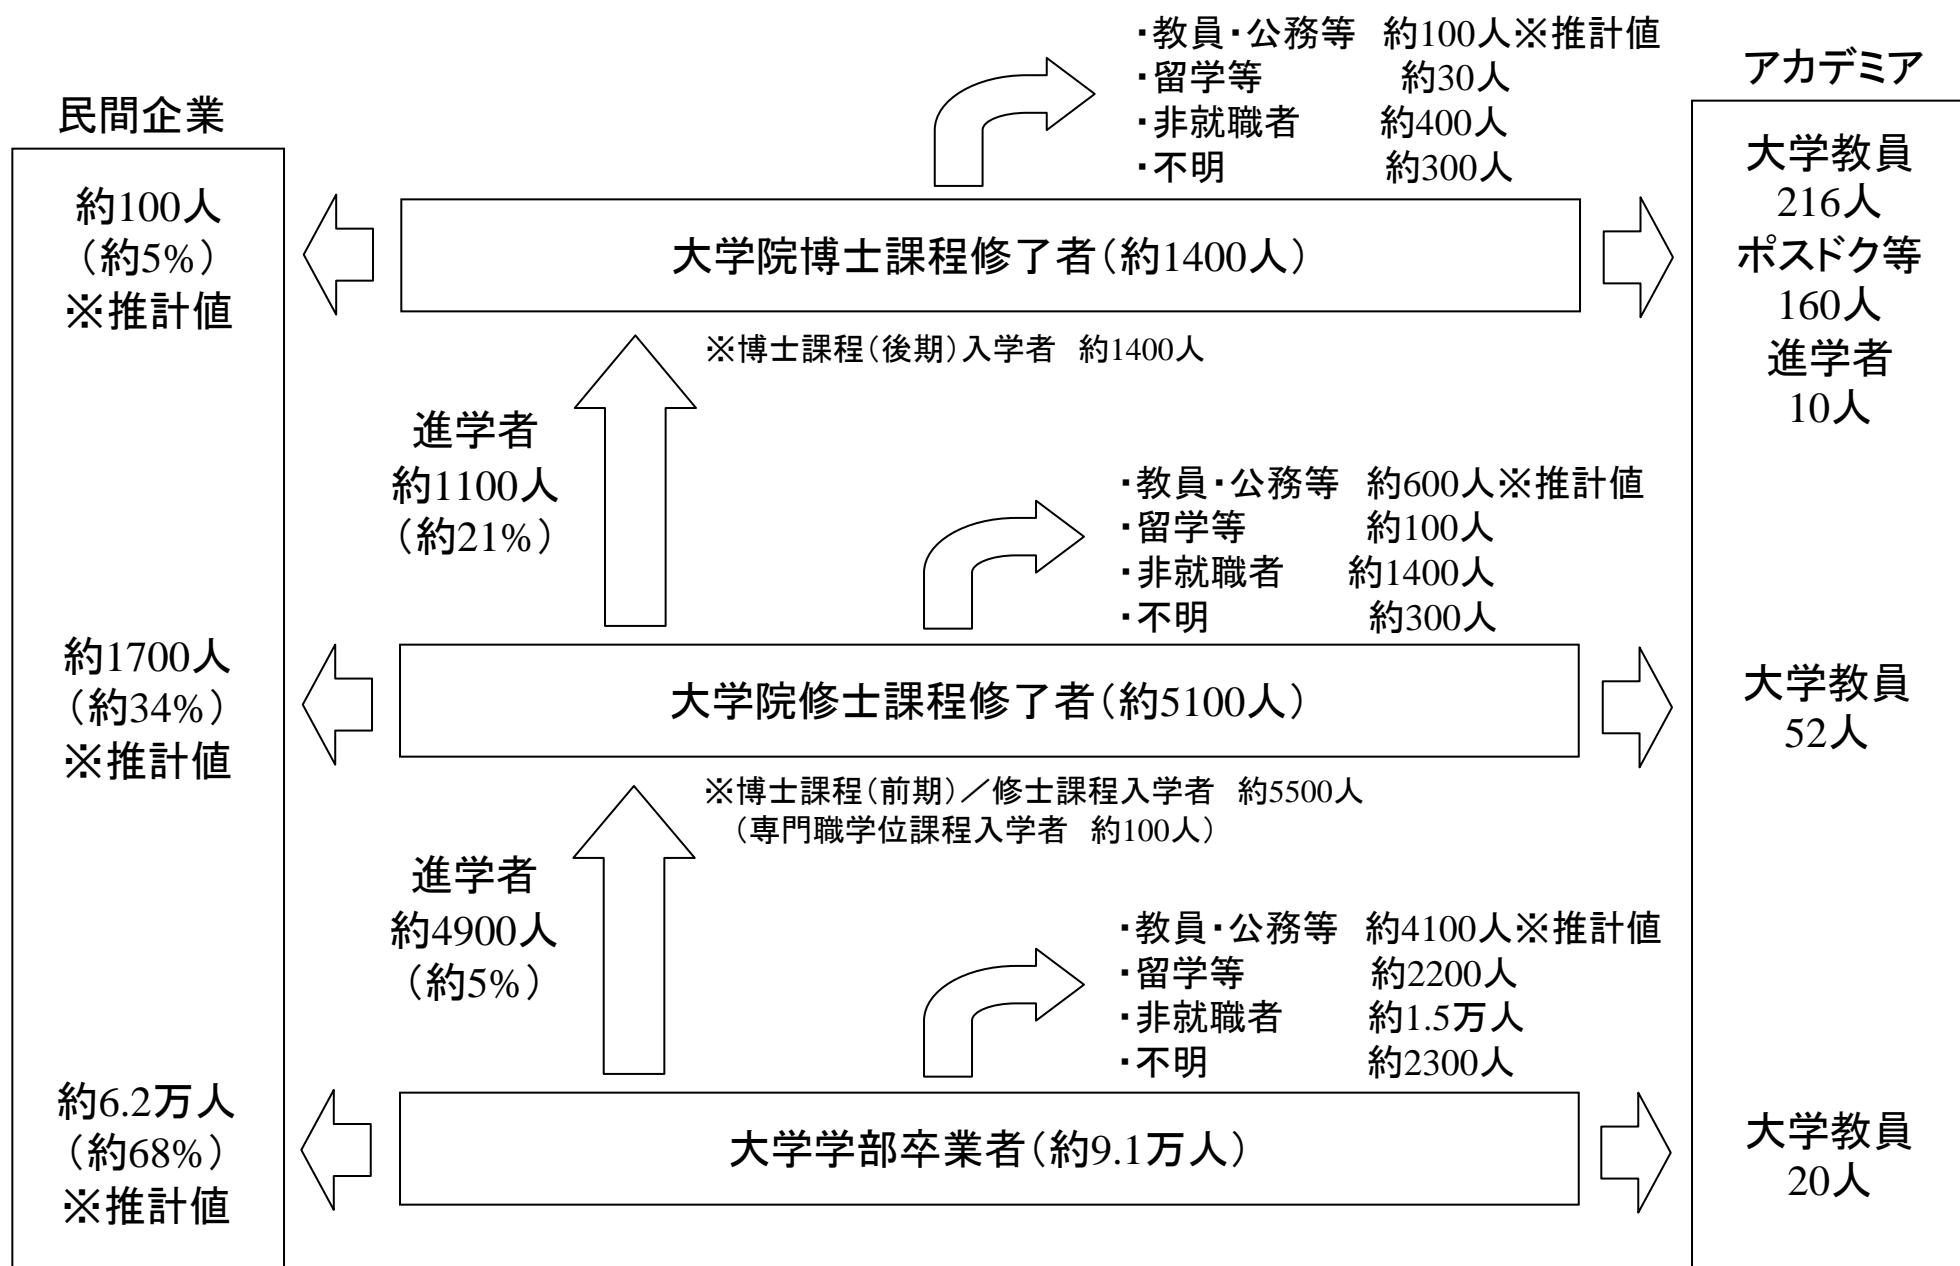 ・教員・公務等　約100人※推計値
・留学等　約30人
・非就職者　約400人
・不明　約300人
アカデミア
民間企業
約100人
（約5%）
※推計値
大学院博士課程修了者（約1400人）
大学教員
216人
ポスドク等
160人
進学者
10人
※博士課程（後期）入学者　約1400人
進学者
約1100人
（約21%）
・教員・公務等　約600人※推計値
・留学等　約100人
・非就職者　約1400人
・不明　約300人
約1700人
（約34%）
※推計値
大学院修士課程修了者（約5100人）
大学教員
52人
※博士課程（前期）／修士課程入学者　約5500人
（専門職学位課程入学者　約100人）
進学者
約4900人
（約5%）
・教員・公務等　約4100人※推計値
・留学等　約2200人
・非就職者　約1.5万人
・不明　約2300人
約6.2万人
（約68%）
※推計値
大学学部卒業者（約9.1万人）
大学教員
20人